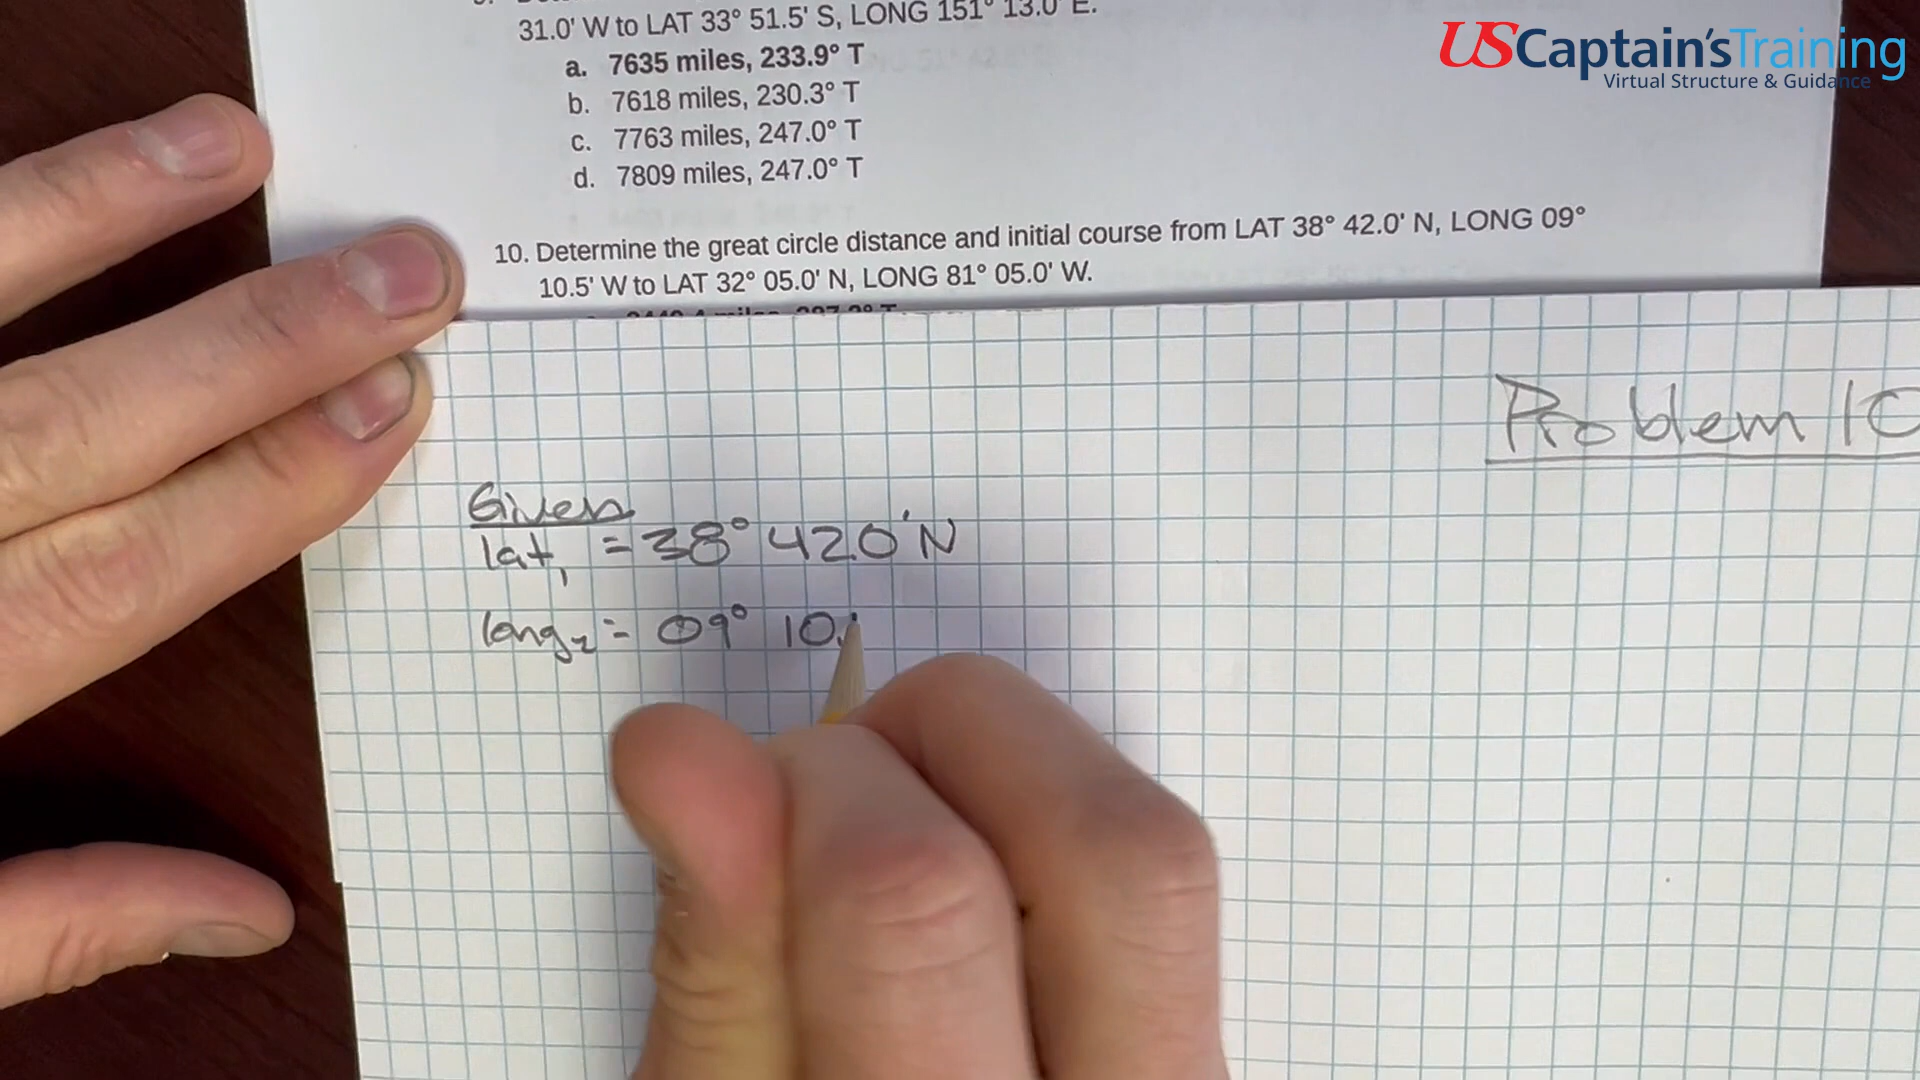 USCaptain'sTraining
Virtual Structure & Guidance
31.0' W to LAT 33° 51.5' S, LONG 151° 13.0' E.
a. 7635 miles, 233.9° T
b. 7618 miles, 230.3° T
c. 7763 miles, 247.0° T
d. 7809 miles, 247.0° T
10. Determine the great circle distance and initial course from LAT 38° 42.0' N, LONG 09°
10.5' W to LAT 32° 05.0' N, LONG 81° 05.0' W.
Problem 10
Given
lat₁ = 38° 42.0' N
long₂ = 09° 10.